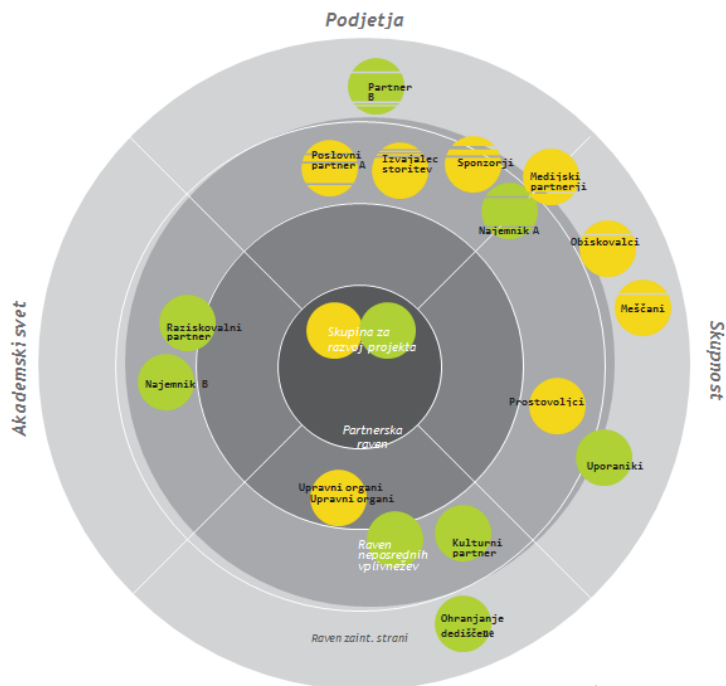 Podjetja
Partner
B
Poslovni
partner A
Izvajalec
storitev
Sponzorji
Medijski
partnerji
Najemnik A
Obiskovalci
Meščani
Akademski svet
Skupnost
Raziskovalni
partner
Najemnik B
Skupina za
razvoj projekta
Partnerska
raven
Prostovoljci
Uporaniki
Upravni organi
Upravni organi
Raven
neposrednih
vplivnežev
Kulturni
partner
Ohranjanje
Raven zaint. strani